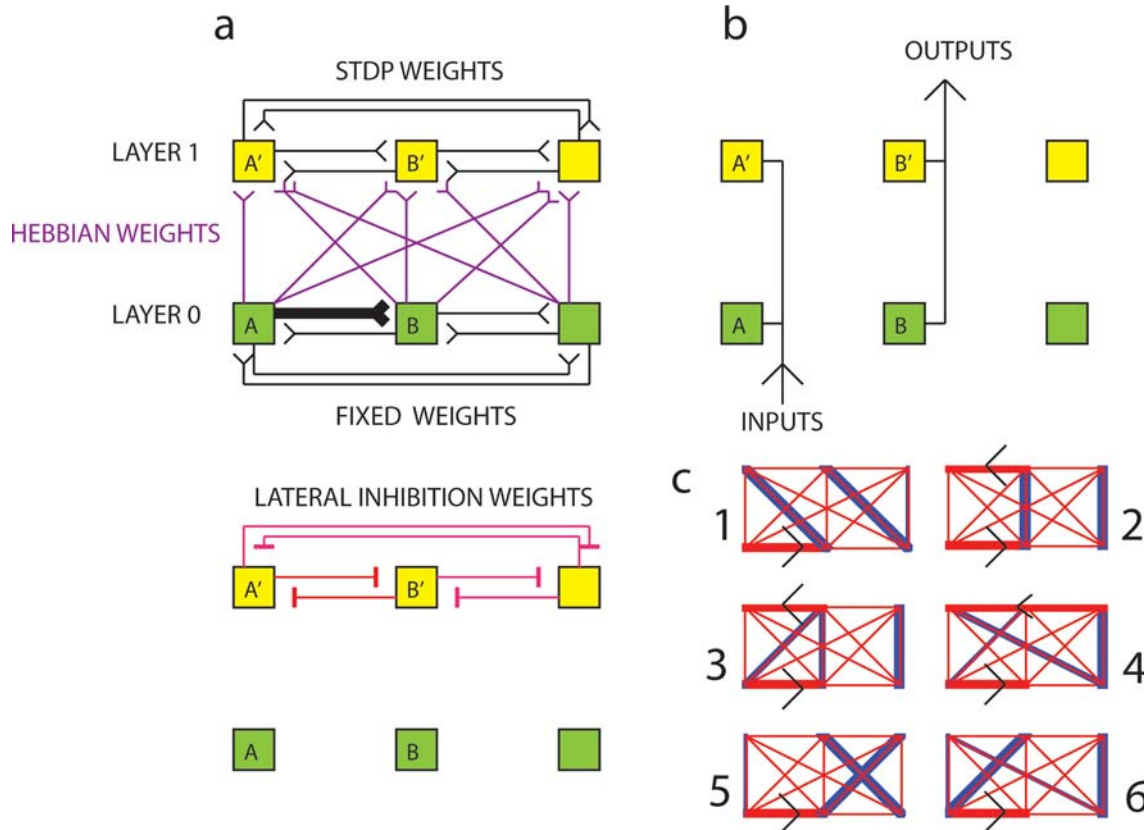 a
STDP WEIGHTS
LAYER 1
A'
B'
HEBBIAN WEIGHTS
LAYER 0
A
B
FIXED WEIGHTS
LATERAL INHIBITION WEIGHTS
A'
B'
A
B
b
OUTPUTS
A'
B'
A
B
INPUTS
c
1
2
3
4
5
6